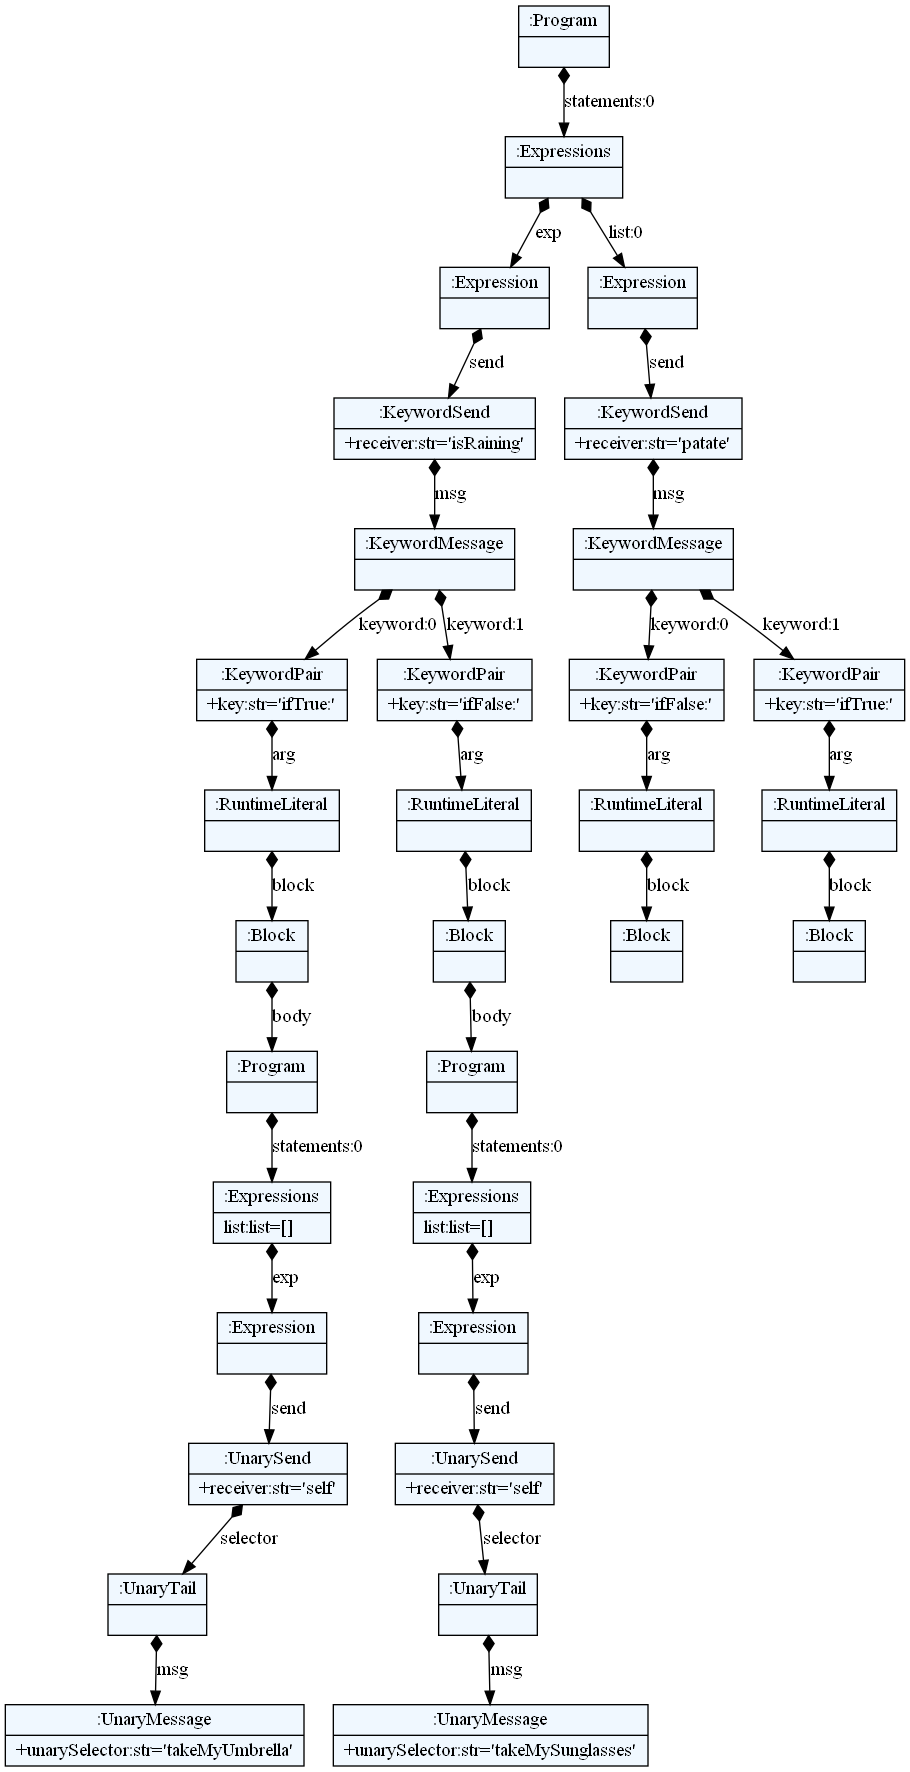 :Program
statements:0
:Expressions
exp
list:0
:Expression
:Expression
send
send
:KeywordSend
+receiver:str='isRaining'
:KeywordSend
+receiver:str='patate'
msg
msg
:KeywordMessage
:KeywordMessage
keyword:0
keyword:1
keyword:0
keyword:1
:KeywordPair
+key:str='ifTrue:'
:KeywordPair
+key:str='ifFalse:'
:KeywordPair
+key:str='ifFalse:'
:KeywordPair
+key:str='ifTrue:'
arg
arg
arg
arg
:RuntimeLiteral
:RuntimeLiteral
:RuntimeLiteral
:RuntimeLiteral
block
block
block
block
:Block
:Block
:Block
:Block
body
body
:Program
:Program
statements:0
statements:0
:Expressions
list:list=[]
:Expressions
list:list=[]
exp
exp
:Expression
:Expression
send
send
:UnarySend
+receiver:str='self'
:UnarySend
+receiver:str='self'
selector
selector
:UnaryTail
:UnaryTail
msg
msg
:UnaryMessage
+unarySelector:str='takeMyUmbrella'
:UnaryMessage
+unarySelector:str='takeMySunglasses'